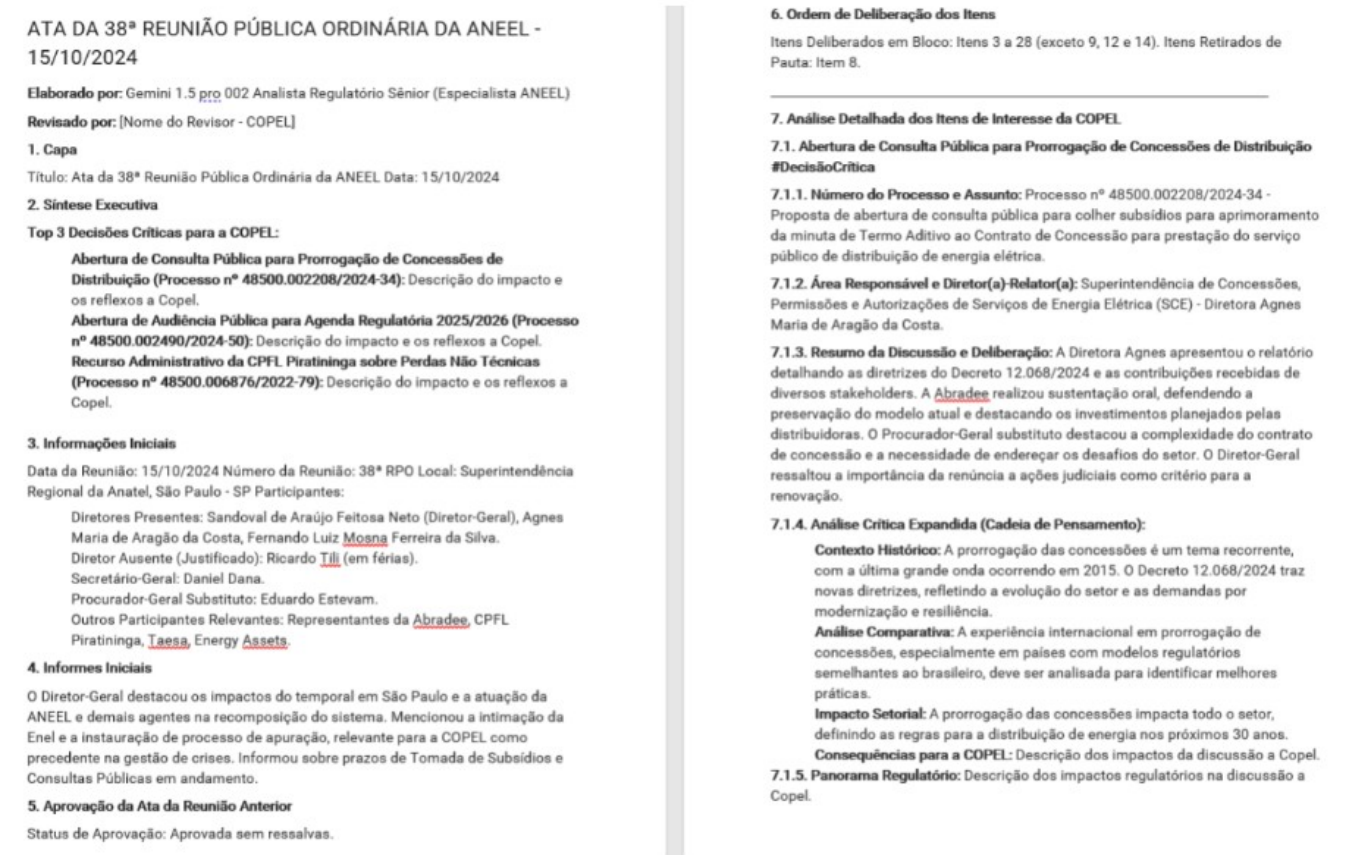 ATA DA 38ª REUNIÃO PÚBLICA ORDINÁRIA DA ANEEL -
15/10/2024
Elaborado por: Gemini 1.5 pro 002 Analista Regulatório Sênior (Especialista ANEEL)
Revisado por: [Nome do Revisor - COPEL]
1. Capa
Título: Ata da 38ª Reunião Pública Ordinária da ANEEL Data: 15/10/2024
2. Síntese Executiva
Top 3 Decisões Críticas para a COPEL:
Abertura de Consulta Pública para Prorrogação de Concessões de
Distribuição (Processo nº 48500.002208/2024-34): Descrição do impacto e
os reflexos a Copel.
Abertura de Audiência Pública para Agenda Regulatória 2025/2026 (Processo
nº 48500.002490/2024-50): Descrição do impacto e os reflexos a Copel.
Recurso Administrativo da CPFL Piratininga sobre Perdas Não Técnicas
(Processo nº 48500.006876/2022-79): Descrição do impacto e os reflexos a
Copel.
3. Informações Iniciais
Data da Reunião: 15/10/2024 Número da Reunião: 38ª RPO Local: Superintendência
Regional da Anatel, São Paulo - SP Participantes:
Diretores Presentes: Sandoval de Araújo Feitosa Neto (Diretor-Geral), Agnes
Maria de Aragão da Costa, Fernando Luiz Mosna Ferreira da Silva.
Diretor Ausente (Justificado): Ricardo Tili (em férias).
Secretário-Geral: Daniel Dana.
Procurador-Geral Substituto: Eduardo Estevam.
Outros Participantes Relevantes: Representantes da Abradee, CPFL
Piratininga, Taesa, Energy Assets.
4. Informes Iniciais
O Diretor-Geral destacou os impactos do temporal em São Paulo e a atuação da
ANEEL e demais agentes na recomposição do sistema. Mencionou a intimação da
Enel e a instauração de processo de apuração, relevante para a COPEL como
precedente na gestão de crises. Informou sobre prazos de Tomada de Subsídios e
Consultas Públicas em andamento.
5. Aprovação da Ata da Reunião Anterior
Status de Aprovação: Aprovada sem ressalvas.
6. Ordem de Deliberação dos Itens
Itens Deliberados em Bloco: Itens 3 a 28 (exceto 9, 12 e 14). Itens Retirados de
Pauta: Item 8.
7. Análise Detalhada dos Itens de Interesse da COPEL
7.1. Abertura de Consulta Pública para Prorrogação de Concessões de Distribuição
#DecisãoCrítica
7.1.1. Número do Processo e Assunto: Processo nº 48500.002208/2024-34 -
Proposta de abertura de consulta pública para colher subsídios para aprimoramento
da minuta de Termo Aditivo ao Contrato de Concessão para prestação do serviço
público de distribuição de energia elétrica.
7.1.2. Área Responsável e Diretor(a)-Relator(a): Superintendência de Concessões,
Permissões e Autorizações de Serviços de Energia Elétrica (SCE) - Diretora Agnes
Maria de Aragão da Costa.
7.1.3. Resumo da Discussão e Deliberação: A Diretora Agnes apresentou o relatório
detalhando as diretrizes do Decreto 12.068/2024 e as contribuições recebidas de
diversos stakeholders. A Abradee realizou sustentação oral, defendendo a
preservação do modelo atual e destacando os investimentos planejados pelas
distribuidoras. O Procurador-Geral substituto destacou a complexidade do contrato
de concessão e a necessidade de endereçar os desafios do setor. O Diretor-Geral
ressaltou a importância da renúncia a ações judiciais como critério para a
renovação.
7.1.4. Análise Crítica Expandida (Cadeia de Pensamento):
Contexto Histórico: A prorrogação das concessões é um tema recorrente,
com a última grande onda ocorrendo em 2015. O Decreto 12.068/2024 traz
novas diretrizes, refletindo a evolução do setor e as demandas por
modernização e resiliência.
Análise Comparativa: A experiência internacional em prorrogação de
concessões, especialmente em países com modelos regulatórios
semelhantes ao brasileiro, deve ser analisada para identificar melhores
práticas.
Impacto Setorial: A prorrogação das concessões impacta todo o setor,
definindo as regras para a distribuição de energia nos próximos 30 anos.
Consequências para a COPEL: Descrição dos impactos da discussão a Copel.
7.1.5. Panorama Regulatório: Descrição dos impactos regulatórios na discussão a
Copel.